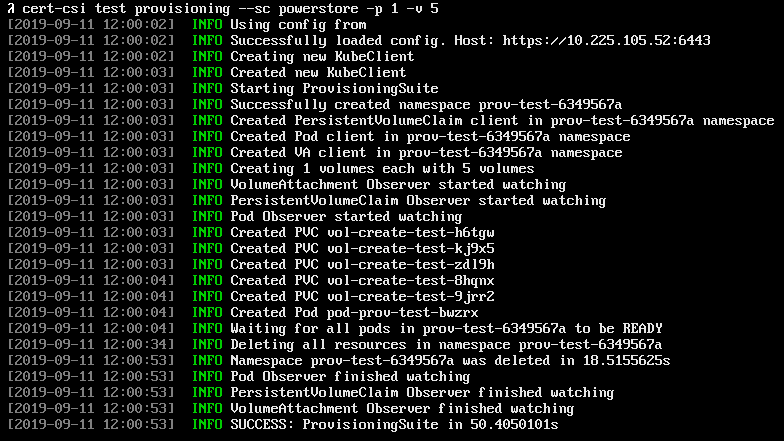 λ cert-csi test provisioning --sc powerstore -p 1 -v 5
[2019-09-11 12:00:02]  INFO Using config from
[2019-09-11 12:00:02]  INFO Successfully loaded config. Host: https://10.225.105.52:6443
[2019-09-11 12:00:02]  INFO Creating new KubeClient
[2019-09-11 12:00:03]  INFO Created new KubeClient
[2019-09-11 12:00:03]  INFO Starting ProvisioningSuite
[2019-09-11 12:00:03]  INFO Successfully created namespace prov-test-6349567a
[2019-09-11 12:00:03]  INFO Created PersistentVolumeClaim client in prov-test-6349567a namespace
[2019-09-11 12:00:03]  INFO Created Pod client in prov-test-6349567a namespace
[2019-09-11 12:00:03]  INFO Created VA client in prov-test-6349567a namespace
[2019-09-11 12:00:03]  INFO Creating 1 volumes each with 5 volumes
[2019-09-11 12:00:03]  INFO VolumeAttachment Observer started watching
[2019-09-11 12:00:03]  INFO PersistentVolumeClaim Observer started watching
[2019-09-11 12:00:03]  INFO Pod Observer started watching
[2019-09-11 12:00:03]  INFO Created PVC vol-create-test-h6tgw
[2019-09-11 12:00:03]  INFO Created PVC vol-create-test-kj9x5
[2019-09-11 12:00:03]  INFO Created PVC vol-create-test-zdl9h
[2019-09-11 12:00:04]  INFO Created PVC vol-create-test-8hqnx
[2019-09-11 12:00:04]  INFO Created PVC vol-create-test-9jrr2
[2019-09-11 12:00:04]  INFO Created Pod pod-prov-test-bwzrx
[2019-09-11 12:00:04]  INFO Waiting for all pods in prov-test-6349567a to be READY
[2019-09-11 12:00:34]  INFO Deleting all resources in namespace prov-test-6349567a
[2019-09-11 12:00:53]  INFO Namespace prov-test-6349567a was deleted in 18.5155625s
[2019-09-11 12:00:53]  INFO Pod Observer finished watching
[2019-09-11 12:00:53]  INFO PersistentVolumeClaim Observer finished watching
[2019-09-11 12:00:53]  INFO VolumeAttachment Observer finished watching
[2019-09-11 12:00:53]  INFO SUCCESS: ProvisioningSuite in 50.4050101s